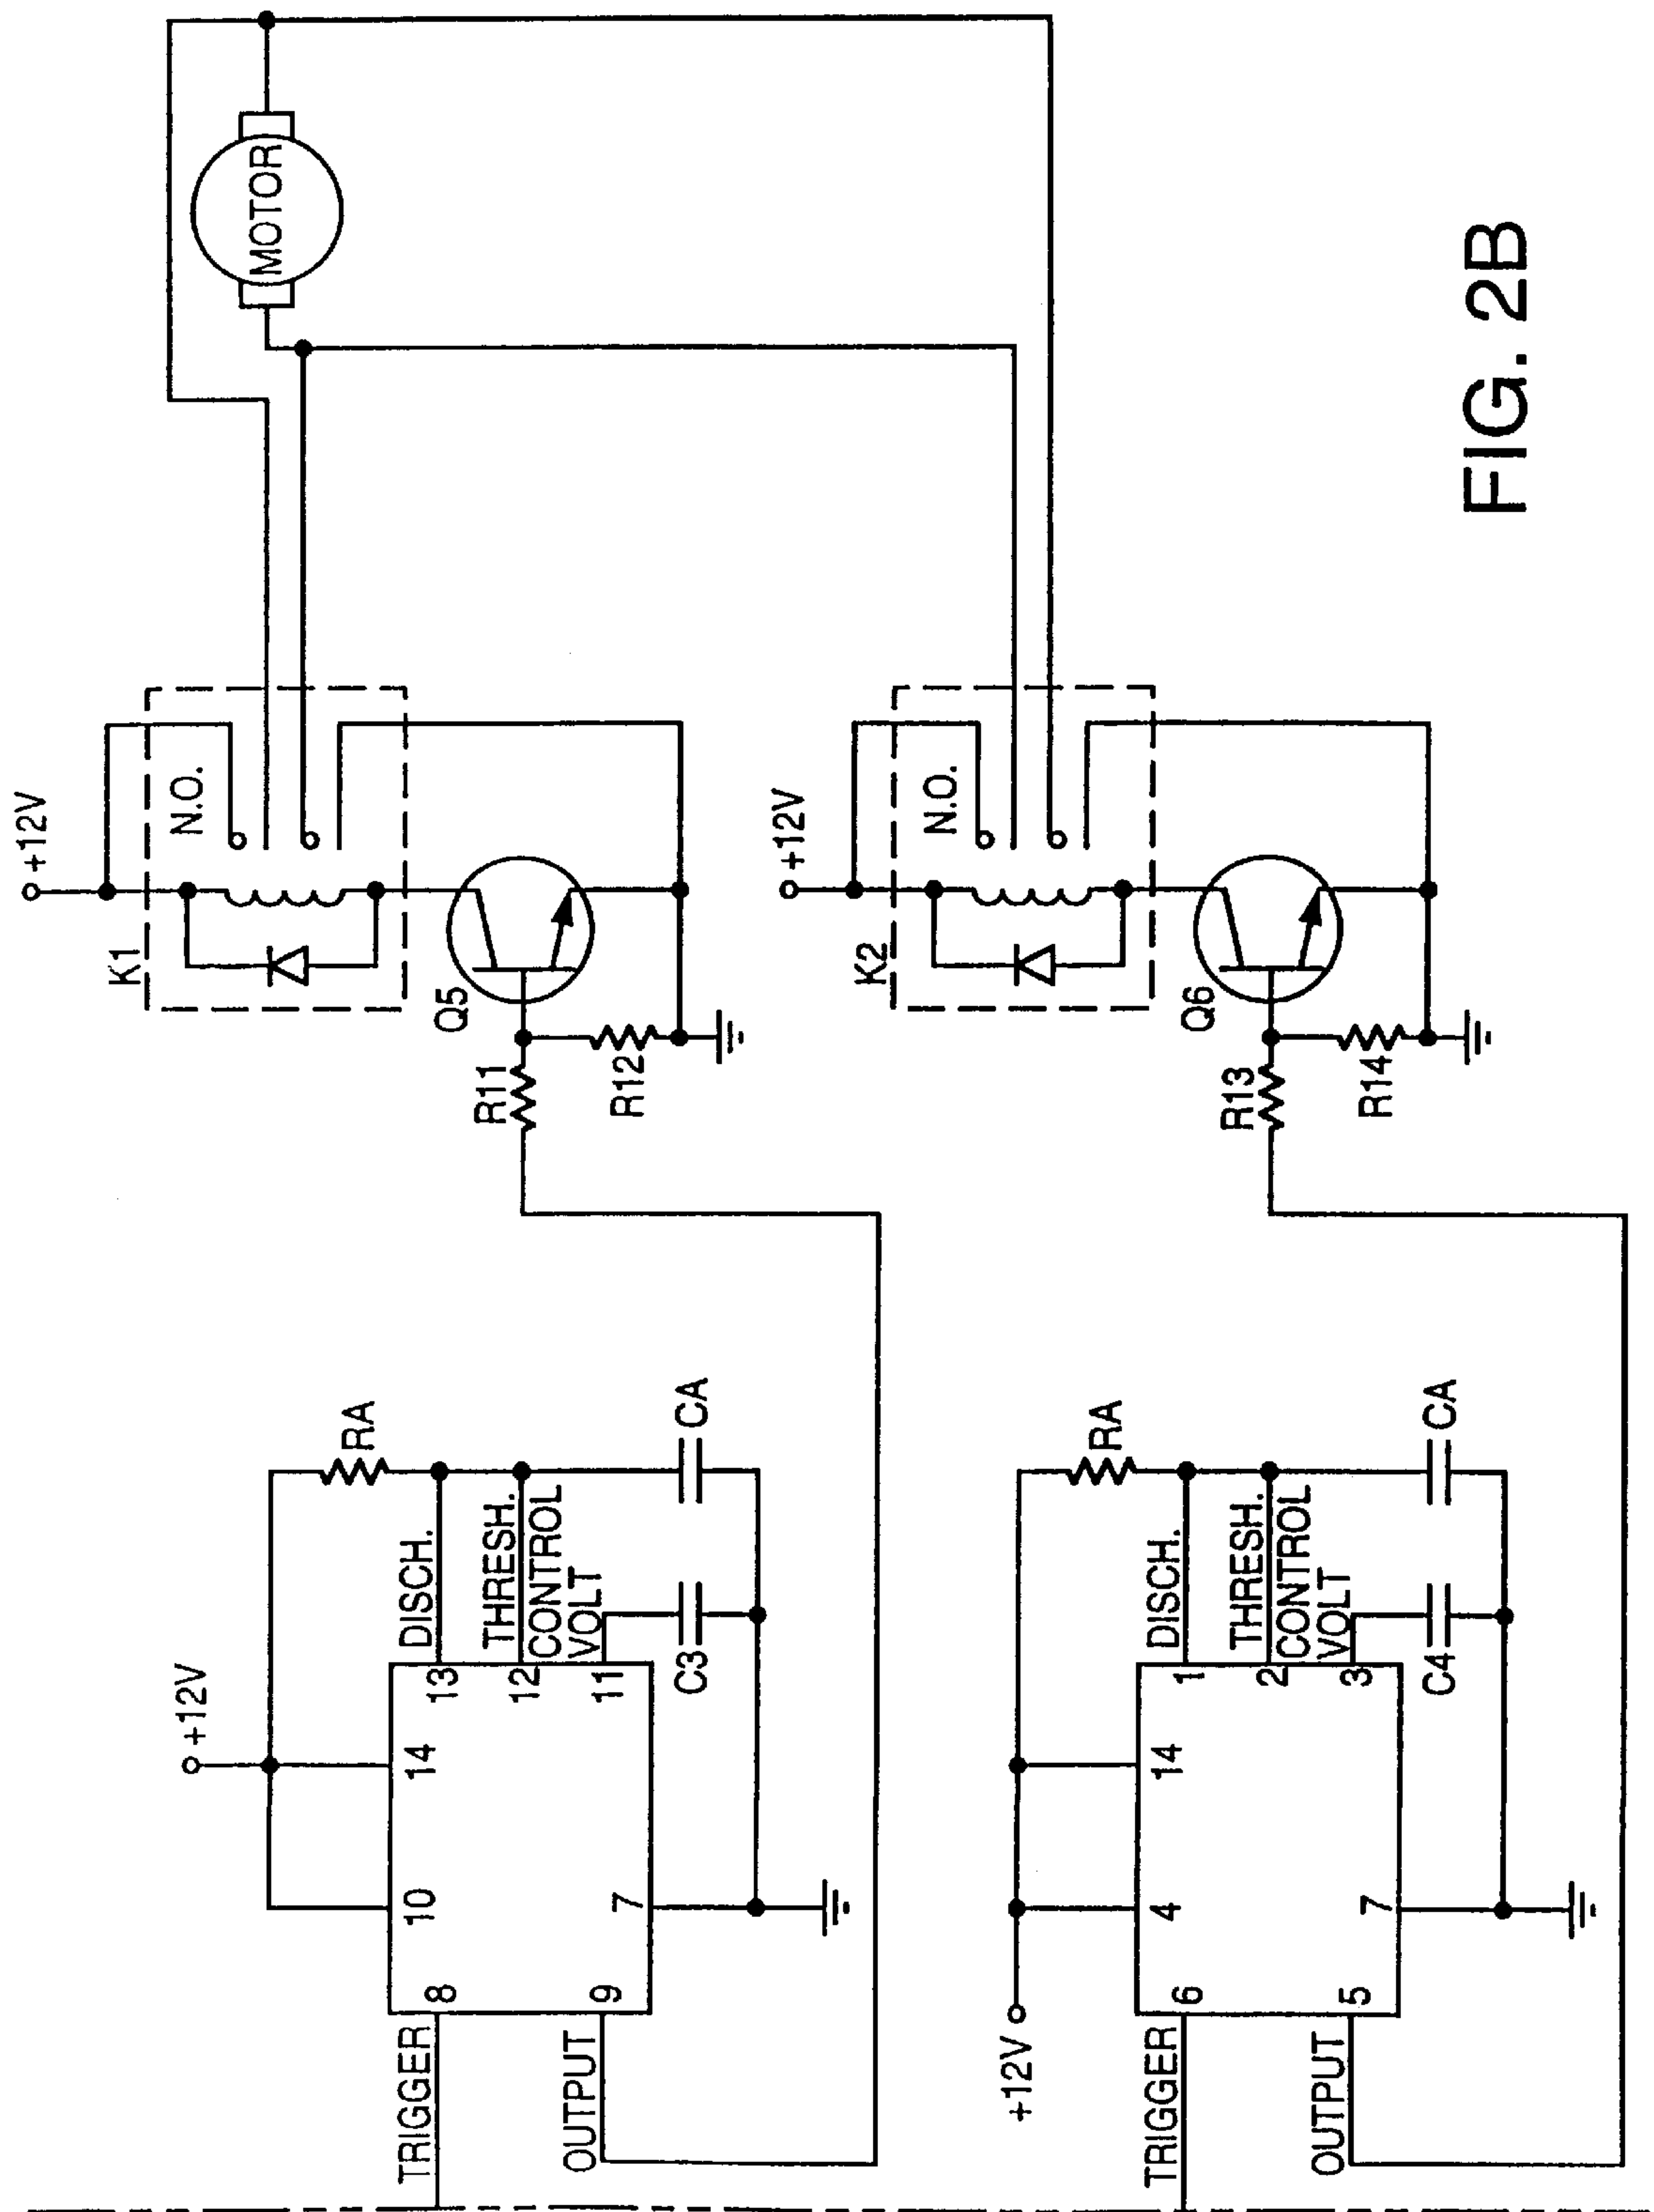 +12V
K1
N.O.
MOTOR
Q5
R11
R12
+12V
10
14
RA
8
TRIGGER
13
DISCH.
12
THRESH.
CONTROL
VOLT
11
9
OUTPUT
7
C3
CA
+12V
K2
N.O.
Q6
R13
R14
+12V
4
14
RA
6
TRIGGER
1
DISCH.
2
THRESH.
CONTROL
VOLT
3
5
OUTPUT
7
C4
CA
FIG. 2B